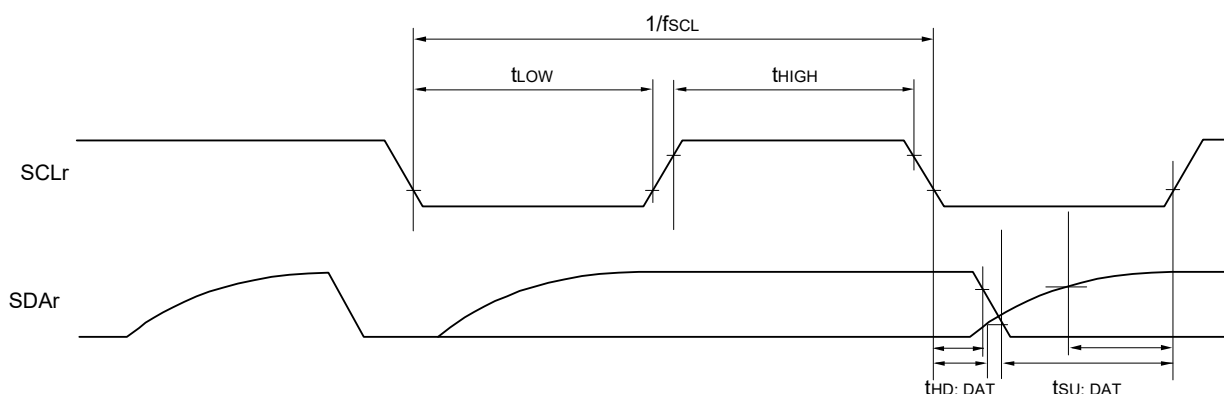 1/fSCL
tLOW
tHIGH
SCLr
SDAr
tHD: DAT
tSU: DAT